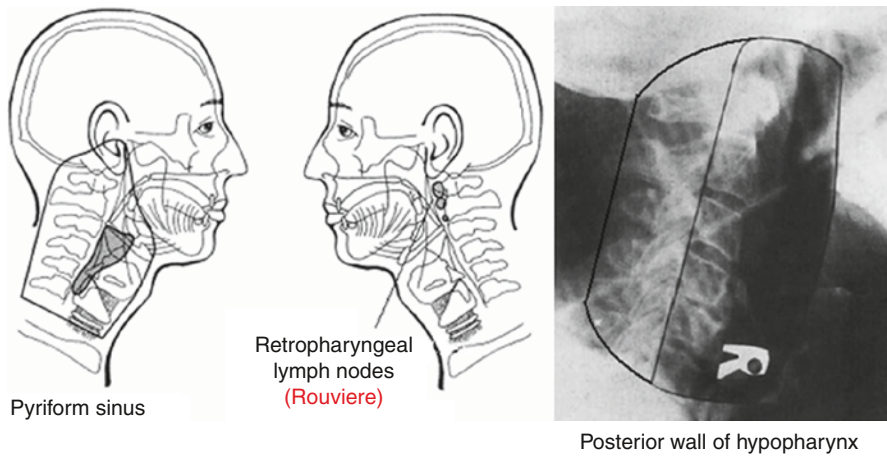 Retropharyngeal
lymph nodes
(Rouviere)
Pyriform sinus
Posterior wall of hypopharynx